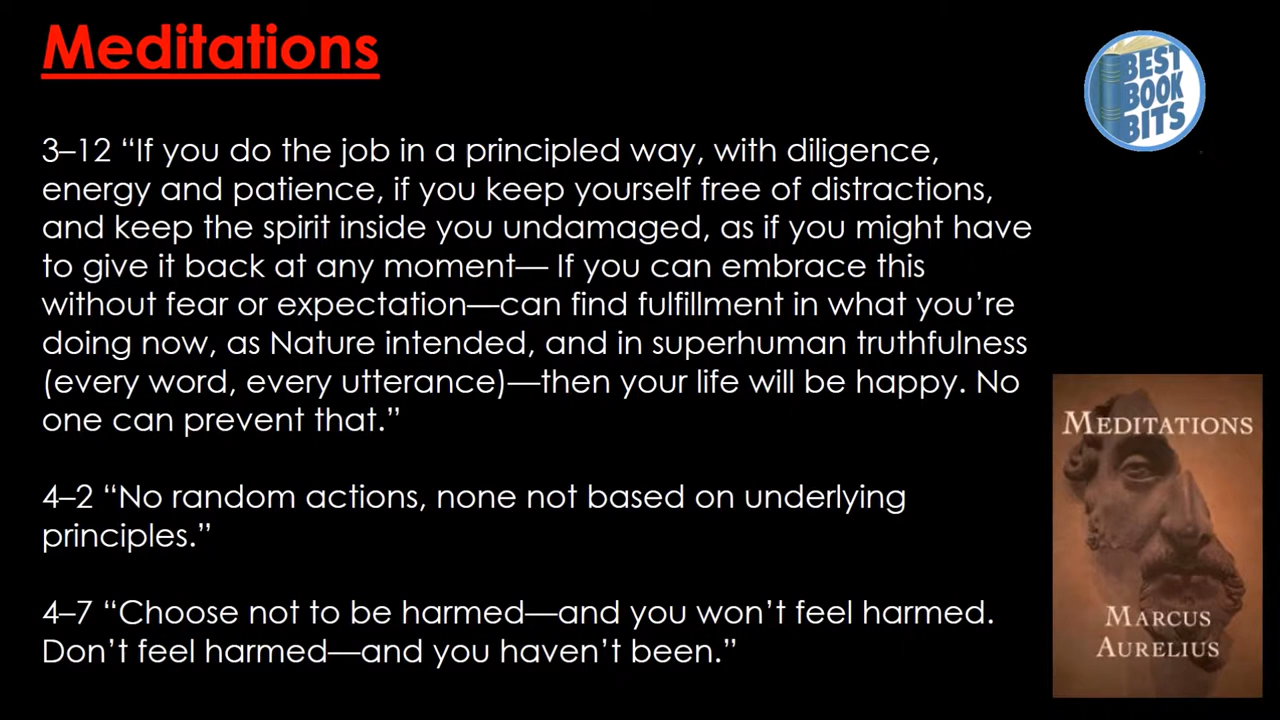 Meditations
BEST
BOOK
BITS
3–12 “If you do the job in a principled way, with diligence,
energy and patience, if you keep yourself free of distractions,
and keep the spirit inside you undamaged, as if you might have
to give it back at any moment— If you can embrace this
without fear or expectation—can find fulfillment in what you’re
doing now, as Nature intended, and in superhuman truthfulness
(every word, every utterance)—then your life will be happy. No
one can prevent that.”
4–2 “No random actions, none not based on underlying
principles.”
4–7 “Choose not to be harmed—and you won’t feel harmed.
Don’t feel harmed—and you haven’t been.”
MEDITATIONS
MARCUS
AURELIUS